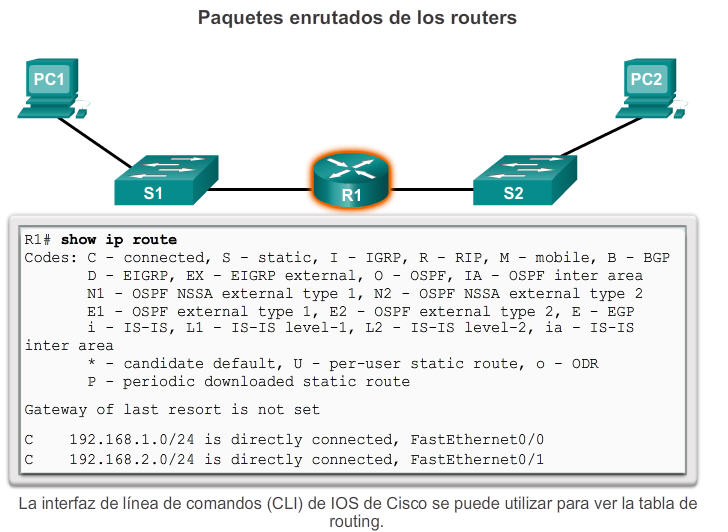 Paquetes enrutados de los routers
PC1
PC2
S1
R1
S2
R1# show ip route
Codes: C - connected, S - static, I - IGRP, R - RIP, M - mobile, B - BGP
D - EIGRP, EX - EIGRP external, O - OSPF, IA - OSPF inter area
N1 - OSPF NSSA external type 1, N2 - OSPF NSSA external type 2
E1 - OSPF external type 1, E2 - OSPF external type 2, E - EGP
i - IS-IS, L1 - IS-IS level-1, L2 - IS-IS level-2, ia - IS-IS
inter area
* - candidate default, U - per-user static route, o - ODR
P - periodic downloaded static route
Gateway of last resort is not set
C 192.168.1.0/24 is directly connected, FastEthernet0/0
C 192.168.2.0/24 is directly connected, FastEthernet0/1
La interfaz de línea de comandos (CLI) de IOS de Cisco se puede utilizar para ver la tabla de
routing.